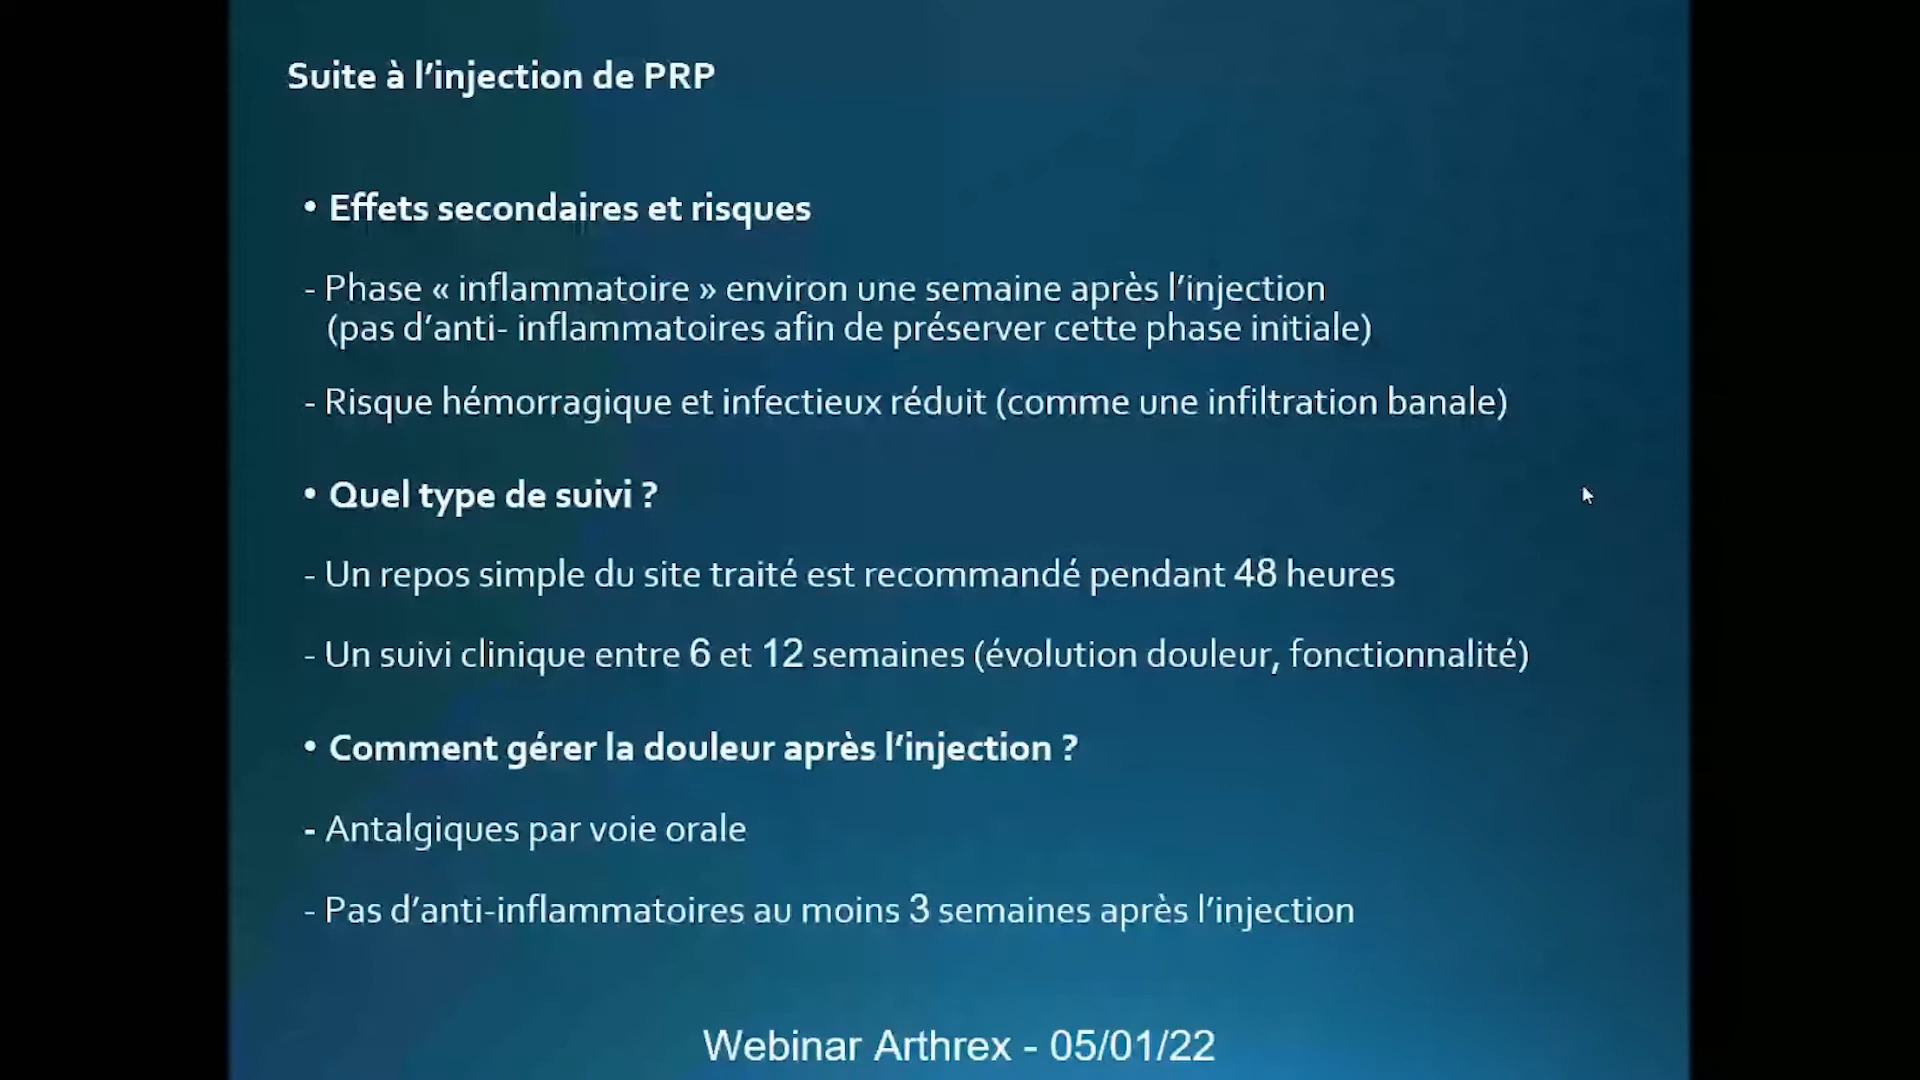 Suite à l’injection de PRP
• Effets secondaires et risques
- Phase « inflammatoire » environ une semaine après l’injection
(pas d’anti- inflammatoires afin de préserver cette phase initiale)
- Risque hémorragique et infectieux réduit (comme une infiltration banale)
• Quel type de suivi ?
- Un repos simple du site traité est recommandé pendant 48 heures
- Un suivi clinique entre 6 et 12 semaines (évolution douleur, fonctionnalité)
• Comment gérer la douleur après l’injection ?
- Antalgiques par voie orale
- Pas d’anti-inflammatoires au moins 3 semaines après l’injection
Webinar Arthrex - 05/01/22